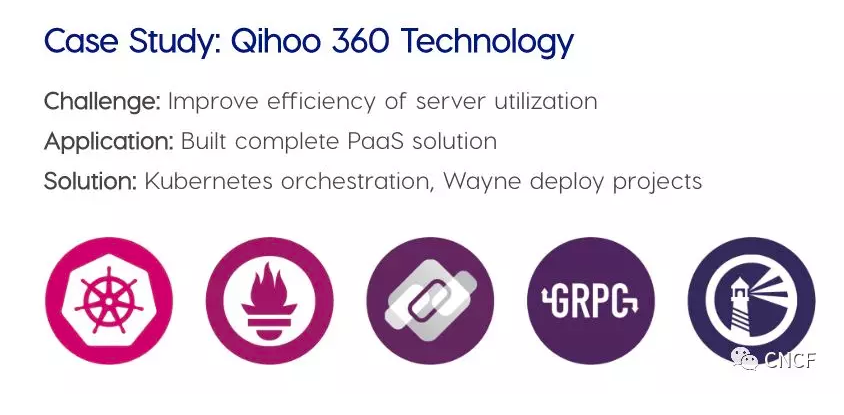 Case Study: Qihoo 360 Technology
Challenge: Improve efficiency of server utilization
Application: Built complete PaaS solution
Solution: Kubernetes orchestration, Wayne deploy projects
GRPC
CNCF